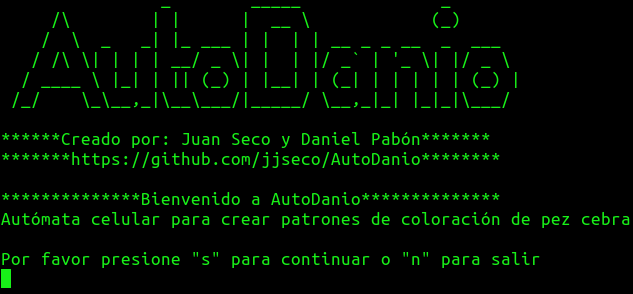 AutoDanio
******Creado por: Juan Seco y Daniel Pabón*******
*******https://github.com/jjseco/AutoDanio********
**************Bienvenido a AutoDanio**************
Autómata celular para crear patrones de coloración de pez cebra
Por favor presione "s" para continuar o "n" para salir